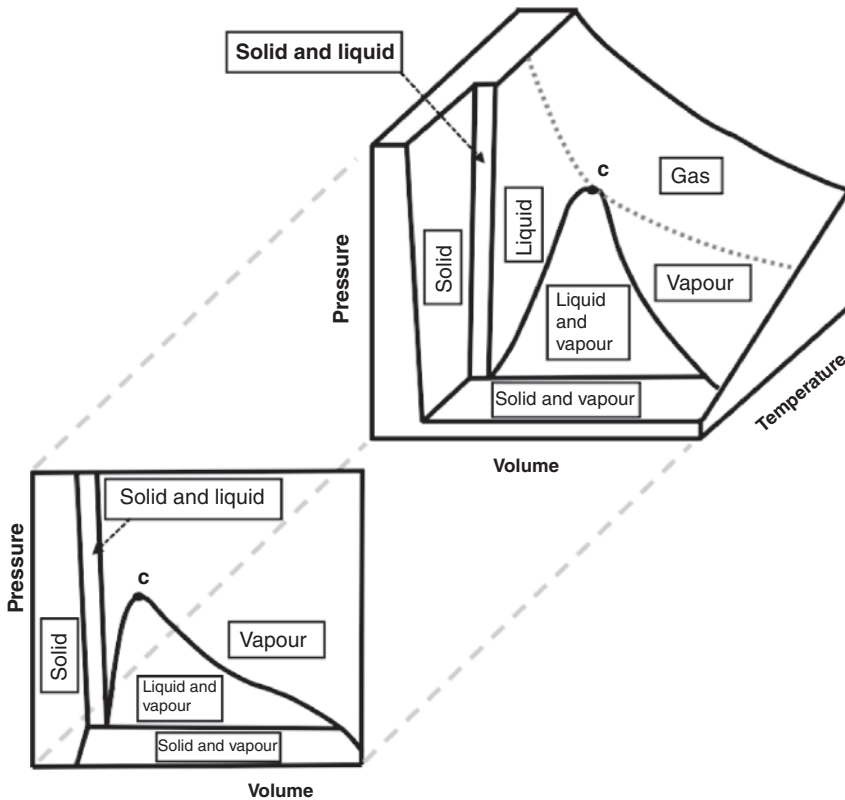 Solid and liquid
c
Gas
Liquid
Solid
Pressure
Vapour
Liquid
and
vapour
Solid and vapour
Temperature
Volume
Solid and liquid
Pressure
c
Vapour
Solid
Liquid and
vapour
Solid and vapour
Volume